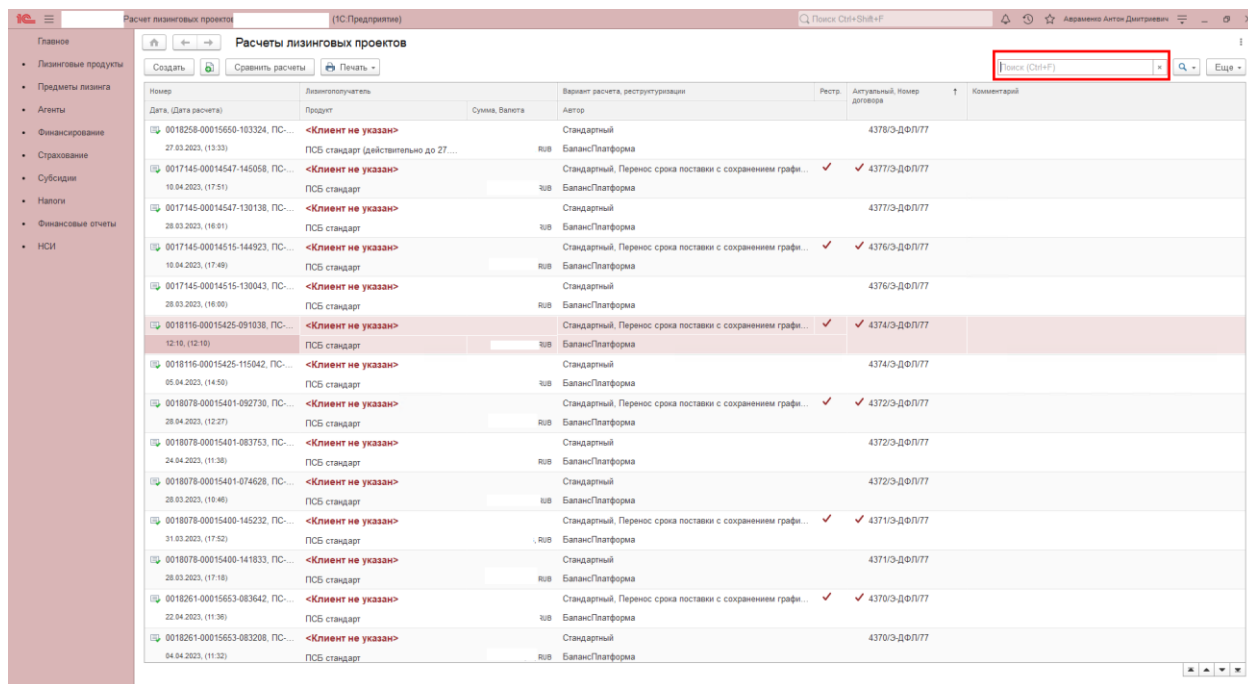 1С
Расчет лизинговых проектов (1С:Предприятие)
Поиск Ctrl+Shift+F
Авраменко Антон Дмитриевич
Главное
Лизинговые продукты
Предметы лизинга
Агенты
Финансирование
Страхование
Субсидии
Налоги
Финансовые отчеты
НСИ
Расчеты лизинговых проектов
Создать Сравнить расчеты Печать Поиск (Ctrl+F) × Еще
Номер Лизингополучатель Вариант расчета, реструктуризации Рестр. Актуальный, Номер договора ↑ Комментарий
Дата, (Дата расчета) Продукт Сумма, Валюта Автор
0018258-00015650-103324, ПС-... <Клиент не указан> Стандартный 4378/Э-ДФЛ/77
27.03.2023, (13:33) ПСБ стандарт (действительно до 27.... RUB БалансПлатформа
0017145-00014547-145058, ПС-... <Клиент не указан> Стандартный, Перенос срока поставки с сохранением графи... ✓ ✓ 4377/Э-ДФЛ/77
10.04.2023, (17:51) ПСБ стандарт RUB БалансПлатформа
0017145-00014547-130138, ПС-... <Клиент не указан> Стандартный 4377/Э-ДФЛ/77
28.03.2023, (16:01) ПСБ стандарт RUB БалансПлатформа
0017145-00014515-144923, ПС-... <Клиент не указан> Стандартный, Перенос срока поставки с сохранением графи... ✓ ✓ 4376/Э-ДФЛ/77
10.04.2023, (17:49) ПСБ стандарт RUB БалансПлатформа
0017145-00014515-130043, ПС-... <Клиент не указан> Стандартный 4376/Э-ДФЛ/77
28.03.2023, (16:00) ПСБ стандарт RUB БалансПлатформа
0018116-00015425-091038, ПС-... <Клиент не указан> Стандартный, Перенос срока поставки с сохранением графи... ✓ ✓ 4374/Э-ДФЛ/77
12:10, (12:10) ПСБ стандарт RUB БалансПлатформа
0018116-00015425-115042, ПС-... <Клиент не указан> Стандартный 4374/Э-ДФЛ/77
05.04.2023, (14:50) ПСБ стандарт RUB БалансПлатформа
0018078-00015401-092730, ПС-... <Клиент не указан> Стандартный, Перенос срока поставки с сохранением графи... ✓ ✓ 4372/Э-ДФЛ/77
28.04.2023, (12:27) ПСБ стандарт RUB БалансПлатформа
0018078-00015401-083753, ПС-... <Клиент не указан> Стандартный 4372/Э-ДФЛ/77
24.04.2023, (11:38) ПСБ стандарт RUB БалансПлатформа
0018078-00015401-074628, ПС-... <Клиент не указан> Стандартный 4372/Э-ДФЛ/77
28.03.2023, (10:46) ПСБ стандарт RUB БалансПлатформа
0018078-00015400-145232, ПС-... <Клиент не указан> Стандартный, Перенос срока поставки с сохранением графи... ✓ ✓ 4371/Э-ДФЛ/77
31.03.2023, (17:52) ПСБ стандарт RUB БалансПлатформа
0018078-00015400-141833, ПС-... <Клиент не указан> Стандартный 4371/Э-ДФЛ/77
28.03.2023, (17:18) ПСБ стандарт RUB БалансПлатформа
0018261-00015653-083642, ПС-... <Клиент не указан> Стандартный, Перенос срока поставки с сохранением графи... ✓ ✓ 4370/Э-ДФЛ/77
22.04.2023, (11:36) ПСБ стандарт RUB БалансПлатформа
0018261-00015653-083208, ПС-... <Клиент не указан> Стандартный 4370/Э-ДФЛ/77
04.04.2023, (11:32) ПСБ стандарт RUB БалансПлатформа